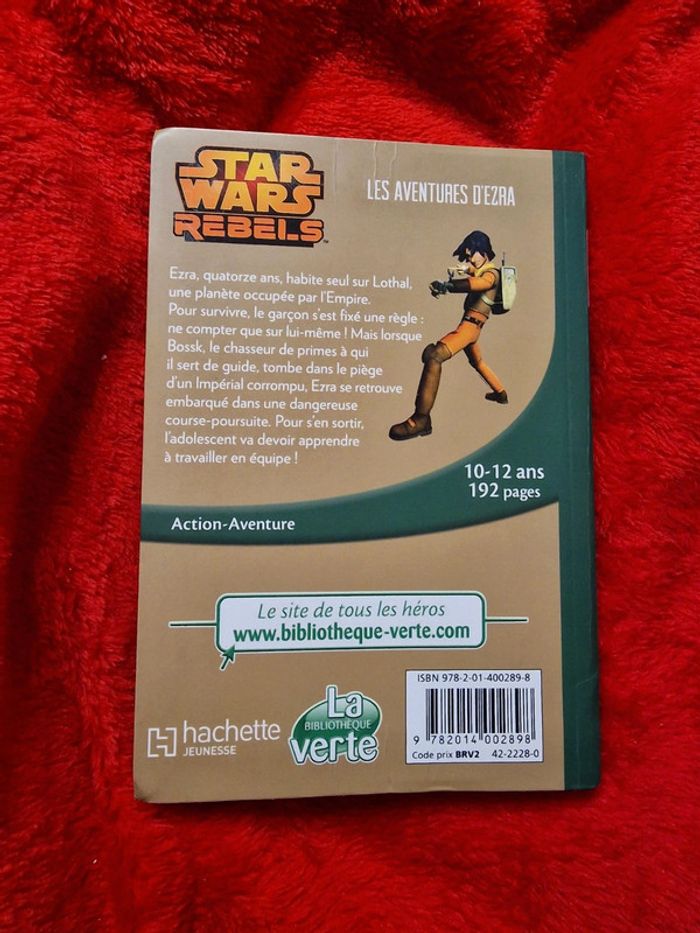 STAR
WARS
REBELS™
LES AVENTURES D'EZRA
Ezra, quatorze ans, habite seul sur Lothal,
une planète occupée par l'Empire.
Pour survivre, le garçon s'est fixé une règle :
ne compter que sur lui-même ! Mais lorsque
Bossk, le chasseur de primes à qui
il sert de guide, tombe dans le piège
d'un Impérial corrompu, Ezra se retrouve
embarqué dans une dangereuse
course-poursuite. Pour s'en sortir,
l'adolescent va devoir apprendre
à travailler en équipe !
10-12 ans
192 pages
Action-Aventure
Le site de tous les héros
www.bibliotheque-verte.com
hachette
JEUNESSE
La
BIBLIOTHÈQUE
verte
ISBN 978-2-01-400289-8
9 782014 002898
Code prix BRV2 42-2228-0